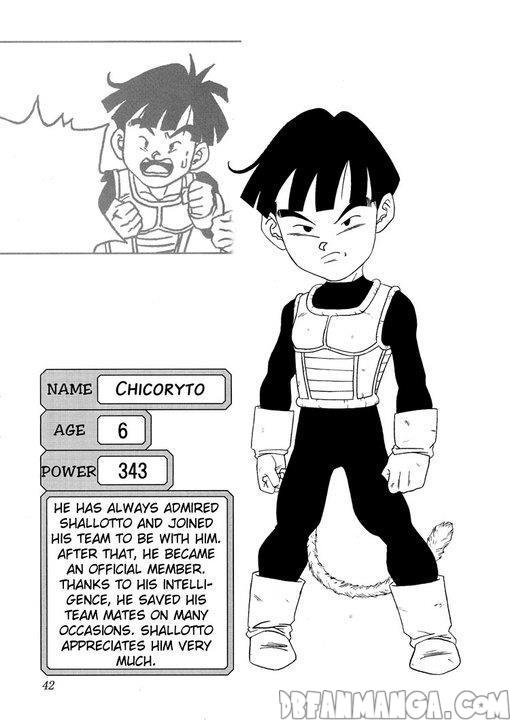 NAME CHICORYTO
AGE 6
POWER 343
HE HAS ALWAYS ADMIRED
SHALLOTTO AND JOINED
HIS TEAM TO BE WITH HIM.
AFTER THAT, HE BECAME
AN OFFICIAL MEMBER.
THANKS TO HIS INTELLI-
GENCE, HE SAVED HIS
TEAM MATES ON MANY
OCCASIONS. SHALLOTTO
APPRECIATES HIM VERY
MUCH.
42
DBFANMANGA.COM